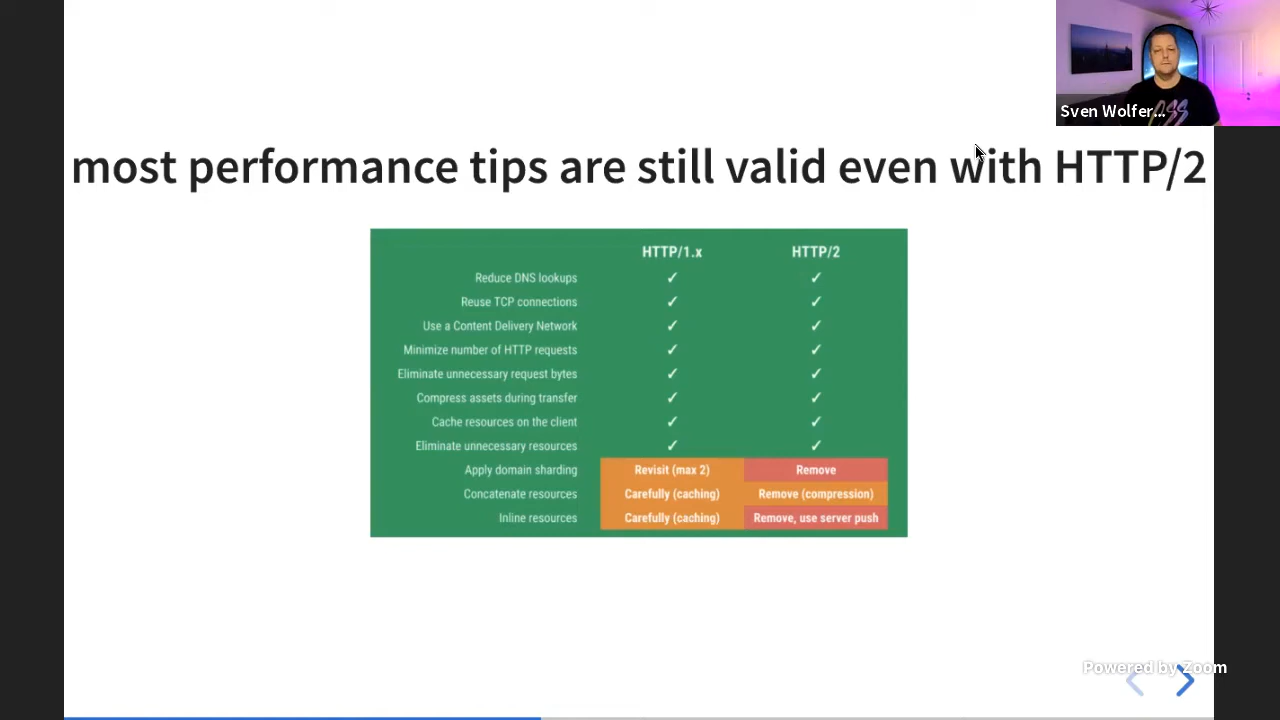 Sven Wolfer...
most performance tips are still valid even with HTTP/2
HTTP/1.x HTTP/2
Reduce DNS lookups ✓ ✓
Reuse TCP connections ✓ ✓
Use a Content Delivery Network ✓ ✓
Minimize number of HTTP requests ✓ ✓
Eliminate unnecessary request bytes ✓ ✓
Compress assets during transfer ✓ ✓
Cache resources on the client ✓ ✓
Eliminate unnecessary resources ✓ ✓
Apply domain sharding Revisit (max 2) Remove
Concatenate resources Carefully (caching) Remove (compression)
Inline resources Carefully (caching) Remove, use server push
Powered by Zoom